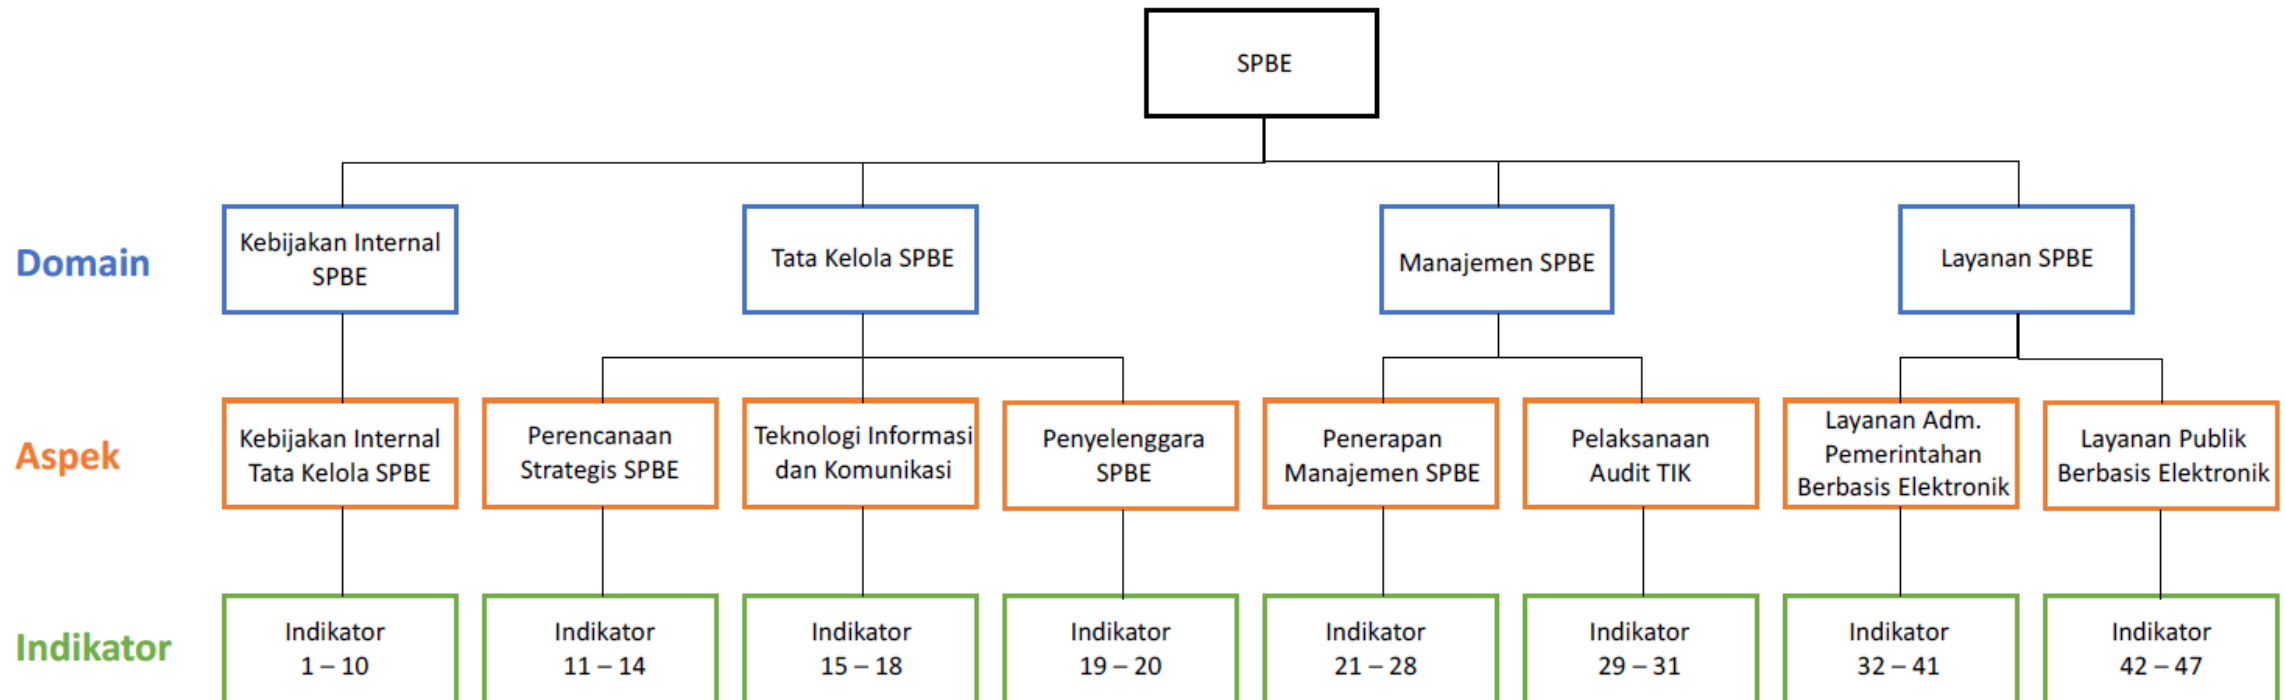 SPBE
Domain
Kebijakan Internal
SPBE
Tata Kelola SPBE
Manajemen SPBE
Layanan SPBE
Aspek
Kebijakan Internal
Tata Kelola SPBE
Perencanaan
Strategis SPBE
Teknologi Informasi
dan Komunikasi
Penyelenggara
SPBE
Penerapan
Manajemen SPBE
Pelaksanaan
Audit TIK
Layanan Adm.
Pemerintahan
Berbasis Elektronik
Layanan Publik
Berbasis Elektronik
Indikator
Indikator
1 – 10
Indikator
11 – 14
Indikator
15 – 18
Indikator
19 – 20
Indikator
21 – 28
Indikator
29 – 31
Indikator
32 – 41
Indikator
42 – 47